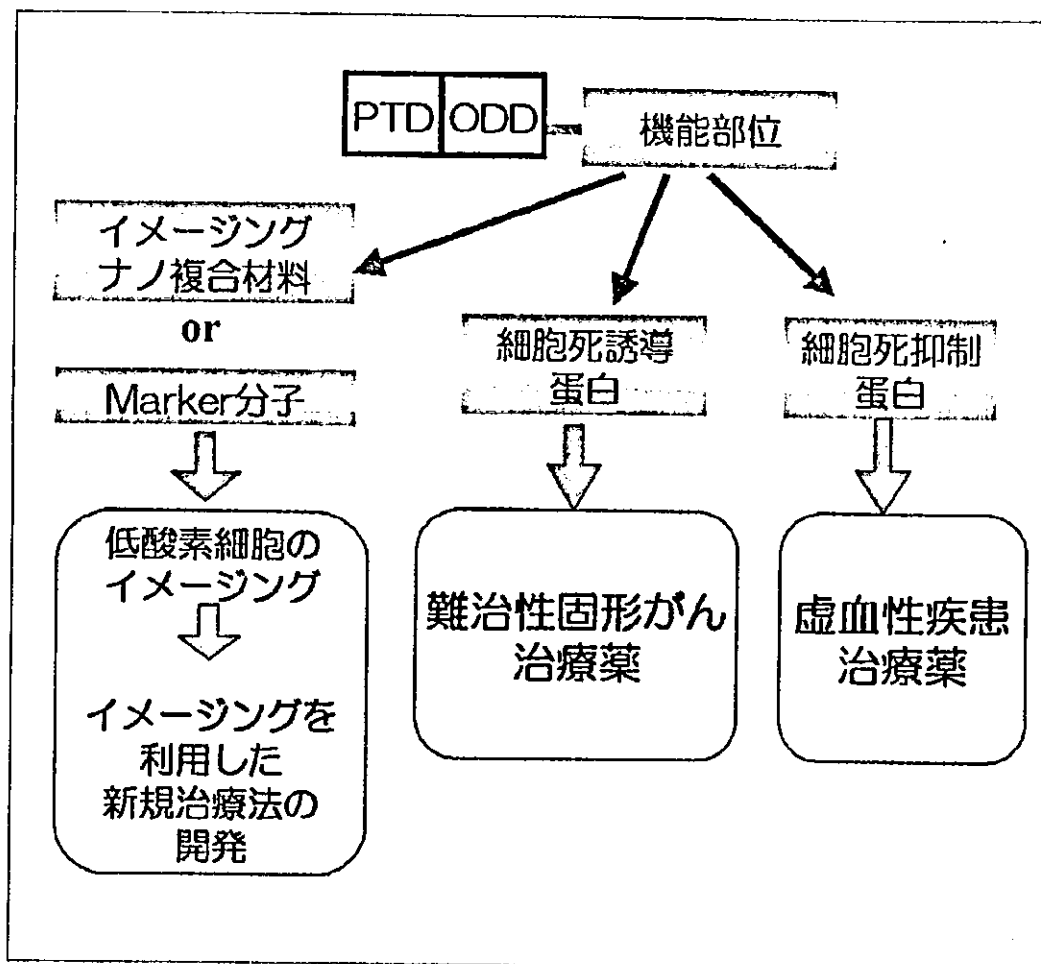 PTD ODD 機能部位
イメージング
ナノ複合材料
or
Marker分子
細胞死誘導
蛋白
細胞死抑制
蛋白
低酸素細胞の
イメージング
イメージングを
利用した
新規治療法の
開発
難治性固形がん
治療薬
虚血性疾患
治療薬